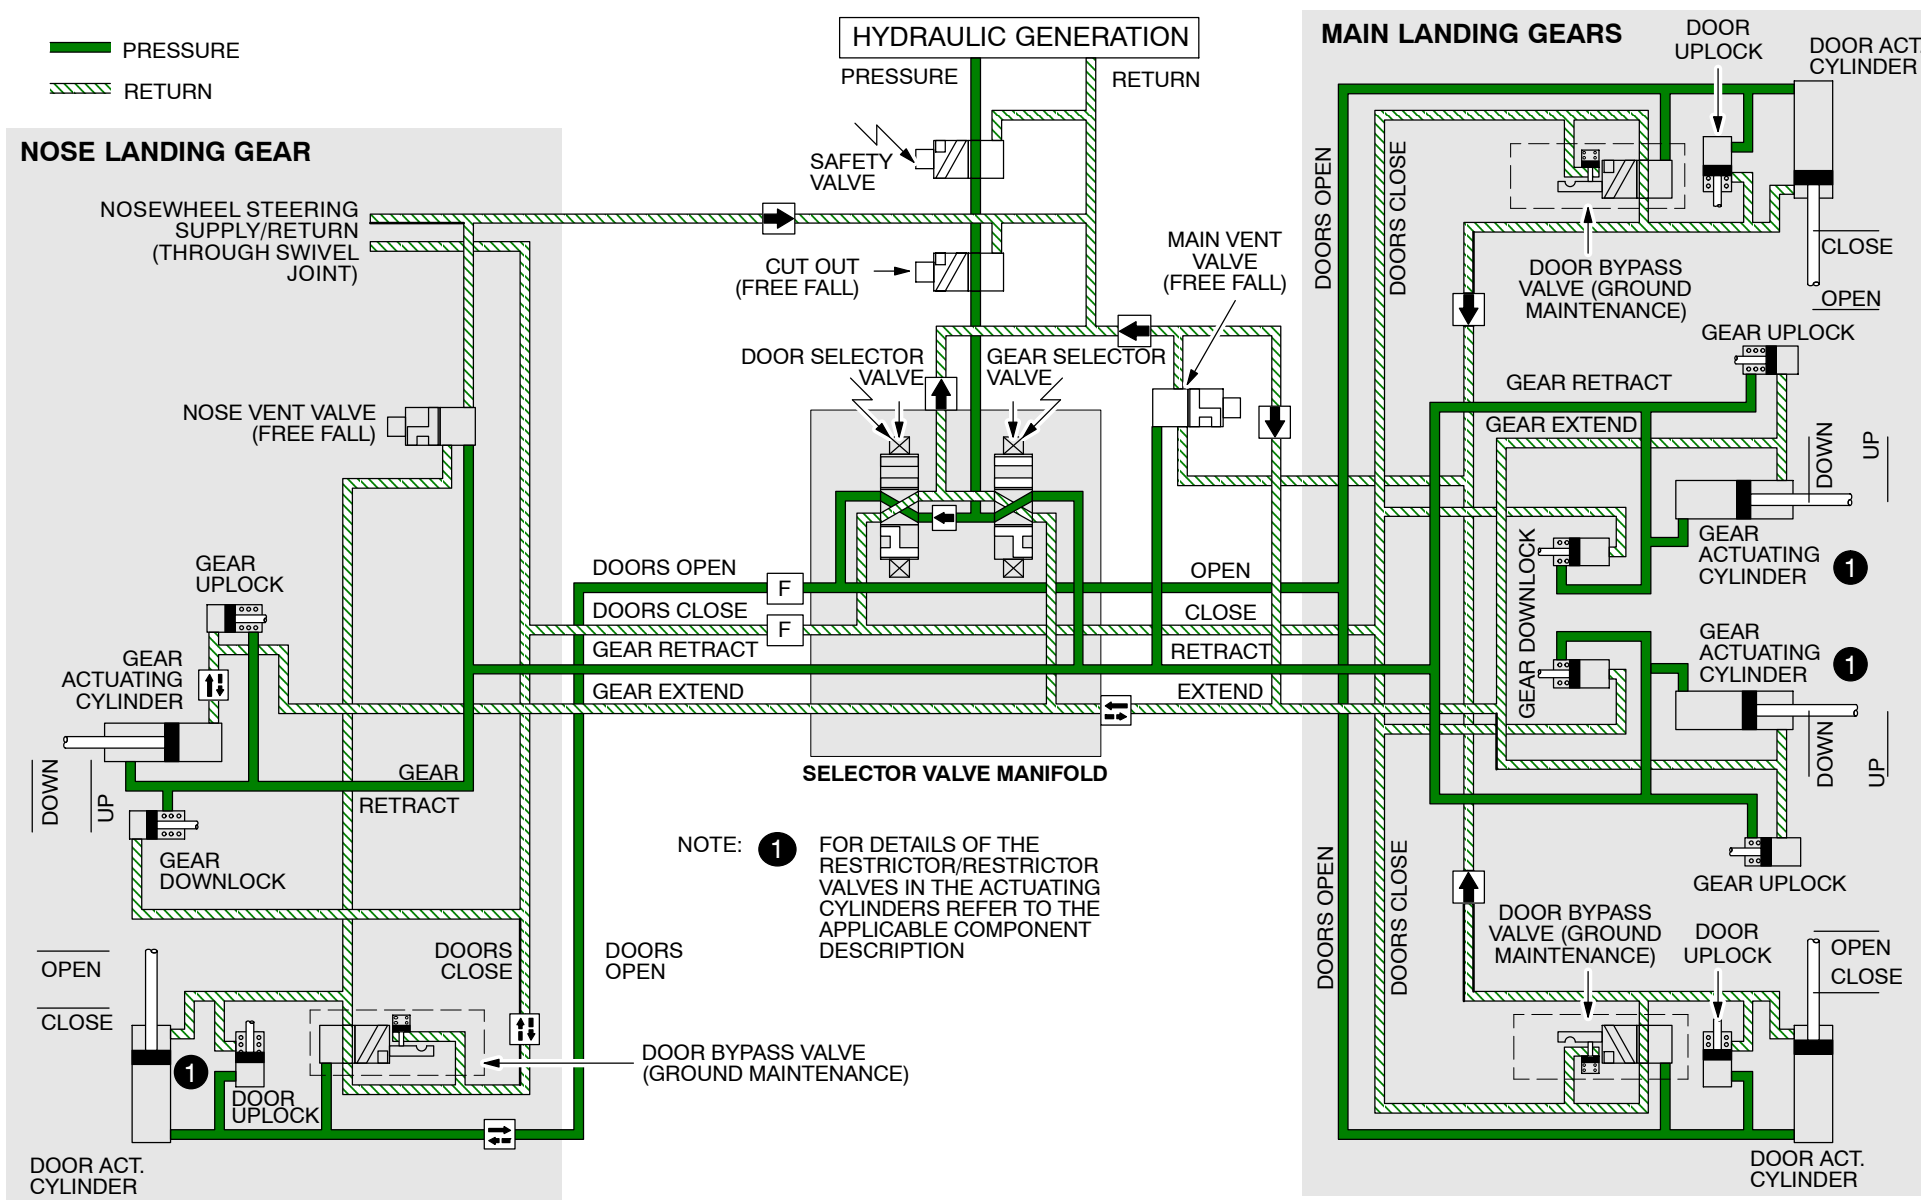 HYDRAULIC GENERATION
PRESSURE
RETURN
PRESSURE
RETURN
NOSE LANDING GEAR
NOSEWHEEL STEERING
SUPPLY/RETURN
(THROUGH SWIVEL
JOINT)
SAFETY
VALVE
CUT OUT
(FREE FALL)
MAIN VENT
VALVE
(FREE FALL)
DOOR SELECTOR
VALVE
GEAR SELECTOR
VALVE
NOSE VENT VALVE
(FREE FALL)
GEAR
UPLOCK
GEAR
ACTUATING
CYLINDER
DOWN
UP
GEAR
RETRACT
GEAR
DOWNLOCK
OPEN
CLOSE
1
DOOR
UPLOCK
DOOR ACT.
CYLINDER
DOORS
CLOSE
DOORS
OPEN
DOOR BYPASS VALVE
(GROUND MAINTENANCE)
DOORS OPEN
F
OPEN
DOORS CLOSE
F
CLOSE
GEAR RETRACT
RETRACT
GEAR EXTEND
EXTEND
SELECTOR VALVE MANIFOLD
NOTE: 1 FOR DETAILS OF THE
RESTRICTOR/RESTRICTOR
VALVES IN THE ACTUATING
CYLINDERS REFER TO THE
APPLICABLE COMPONENT
DESCRIPTION
MAIN LANDING GEARS
DOOR
UPLOCK
DOOR ACT.
CYLINDER
DOORS OPEN
DOORS CLOSE
CLOSE
OPEN
DOOR BYPASS
VALVE (GROUND
MAINTENANCE)
GEAR UPLOCK
GEAR RETRACT
GEAR EXTEND
DOWN
UP
GEAR
ACTUATING
CYLINDER
1
GEAR DOWNLOCK
GEAR
ACTUATING
CYLINDER
1
DOWN
UP
GEAR UPLOCK
DOORS OPEN
DOORS CLOSE
DOOR BYPASS
VALVE (GROUND
MAINTENANCE)
DOOR
UPLOCK
OPEN
CLOSE
DOOR ACT.
CYLINDER